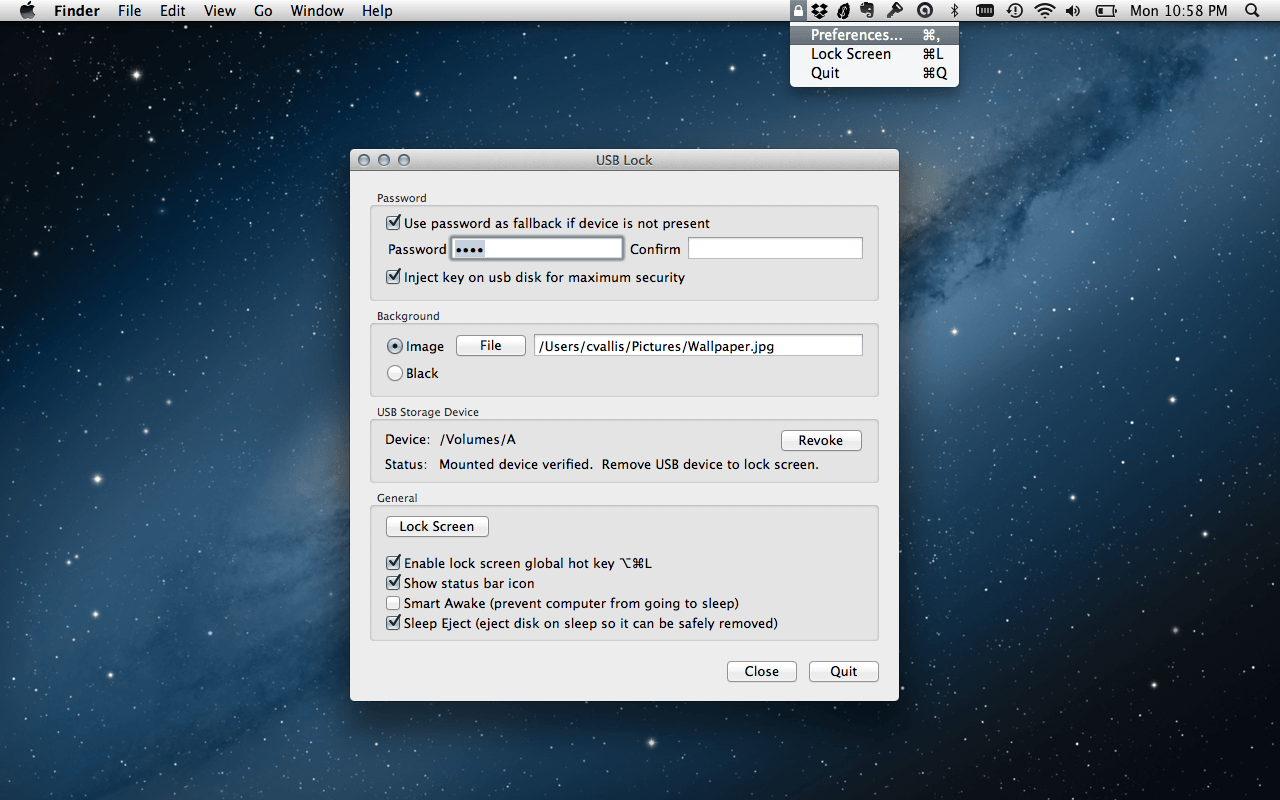 Finder File Edit View Go Window Help Mon 10:58 PM
Preferences... ⌘,
Lock Screen ⌘L
Quit ⌘Q
USB Lock
Password
Use password as fallback if device is not present
Password •••• Confirm
Inject key on usb disk for maximum security
Background
Image File /Users/cvallis/Pictures/Wallpaper.jpg
Black
USB Storage Device
Device: /Volumes/A Revoke
Status: Mounted device verified. Remove USB device to lock screen.
General
Lock Screen
Enable lock screen global hot key ⌥⌘L
Show status bar icon
Smart Awake (prevent computer from going to sleep)
Sleep Eject (eject disk on sleep so it can be safely removed)
Close Quit